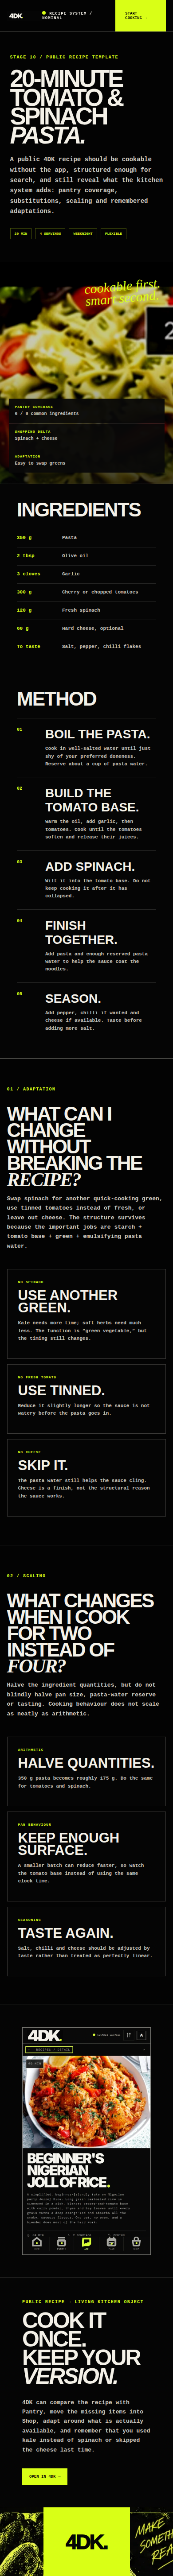 4DK.
RECIPE SYSTEM /
NOMINAL
START
COOKING →
STAGE 19 / PUBLIC RECIPE TEMPLATE
20-MINUTE
TOMATO &
SPINACH
PASTA.
A public 4DK recipe should be cookable
without the app, structured enough for
search, and still reveal what the kitchen
system adds: pantry coverage,
substitutions, scaling and remembered
adaptations.
20 MIN
4 SERVINGS
WEEKNIGHT
FLEXIBLE
cookable first.
smart second.
PANTRY COVERAGE
6 / 8 common ingredients
SHOPPING DELTA
Spinach + cheese
ADAPTATION
Easy to swap greens
INGREDIENTS
350 g Pasta
2 tbsp Olive oil
3 cloves Garlic
300 g Cherry or chopped tomatoes
120 g Fresh spinach
60 g Hard cheese, optional
To taste Salt, pepper, chilli flakes
METHOD
01 BOIL THE PASTA.
Cook in well-salted water until just
shy of your preferred doneness.
Reserve about a cup of pasta water.
02 BUILD THE
TOMATO BASE.
Warm the oil, add garlic, then
tomatoes. Cook until the tomatoes
soften and release their juices.
03 ADD SPINACH.
Wilt it into the tomato base. Do not
keep cooking it after it has
collapsed.
04 FINISH
TOGETHER.
Add pasta and enough reserved pasta
water to help the sauce coat the
noodles.
05 SEASON.
Add pepper, chilli if wanted and
cheese if available. Taste before
adding more salt.
01 / ADAPTATION
WHAT CAN I
CHANGE
WITHOUT
BREAKING THE
RECIPE?
Swap spinach for another quick-cooking green,
use tinned tomatoes instead of fresh, or
leave out cheese. The structure survives
because the important jobs are starch +
tomato base + green + emulsifying pasta
water.
NO SPINACH
USE ANOTHER
GREEN.
Kale needs more time; soft herbs need much
less. The function is "green vegetable," but
the timing still changes.
NO FRESH TOMATO
USE TINNED.
Reduce it slightly longer so the sauce is not
watery before the pasta goes in.
NO CHEESE
SKIP IT.
The pasta water still helps the sauce cling.
Cheese is a finish, not the structural reason
the sauce works.
02 / SCALING
WHAT CHANGES
WHEN I COOK
FOR TWO
INSTEAD OF
FOUR?
Halve the ingredient quantities, but do not
blindly halve pan size, pasta-water reserve
or tasting. Cooking behaviour does not scale
as neatly as arithmetic.
ARITHMETIC
HALVE QUANTITIES.
350 g pasta becomes roughly 175 g. Do the same
for tomatoes and spinach.
PAN BEHAVIOUR
KEEP ENOUGH
SURFACE.
A smaller batch can reduce faster, so watch
the tomato base instead of using the same
clock time.
SEASONING
TASTE AGAIN.
Salt, chilli and cheese should be adjusted by
taste rather than treated as perfectly linear.
4DK.
BEGINNER'S
NIGERIAN
JOLLOF RICE.
PUBLIC RECIPE → LIVING KITCHEN OBJECT
COOK IT
ONCE.
KEEP YOUR
VERSION.
4DK can compare the recipe with
Pantry, move the missing items into
Shop, adapt around what is actually
available, and remember that you used
kale instead of spinach or skipped
the cheese last time.
OPEN IN 4DK →
4DK.
MAKE